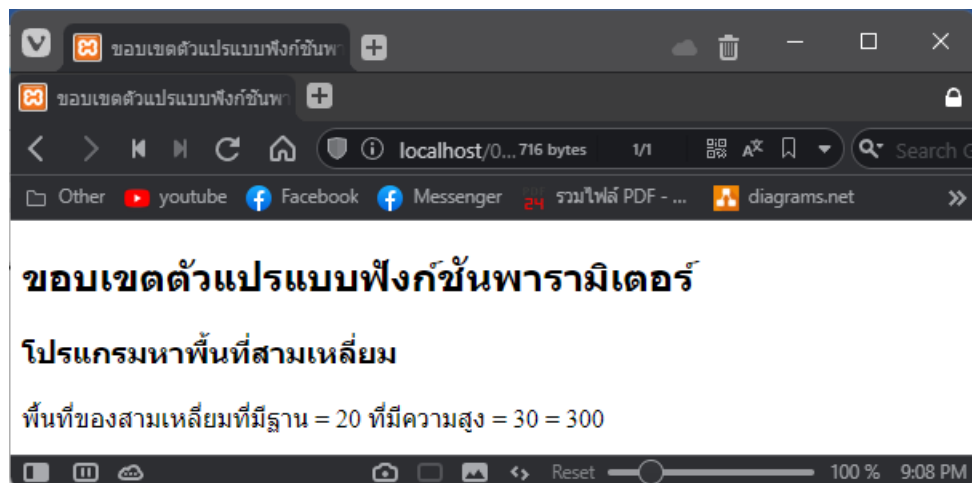 ขอบเขตตัวแปรแบบฟังก์ชันพา
ขอบเขตตัวแปรแบบฟังก์ชันพา
localhost/0... 716 bytes 1/1 Search
Other youtube Facebook Messenger รวมไฟล์ PDF - ... diagrams.net
ขอบเขตตัวแปรแบบฟังก์ชันพารามิเตอร์
โปรแกรมหาพื้นที่สามเหลี่ยม
พื้นที่ของสามเหลี่ยมที่มีฐาน = 20 ที่มีความสูง = 30 = 300
Reset 100 % 9:08 PM